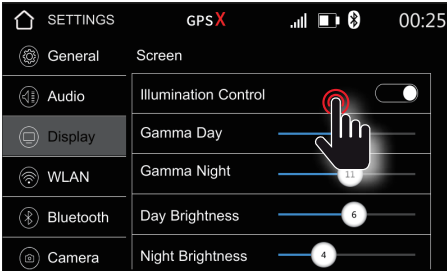 SETTINGS GPSX 00:25
General
Screen
Audio
Illumination Control
Display
Gamma Day
WLAN
Gamma Night 11
Bluetooth
Day Brightness 6
Camera
Night Brightness 4